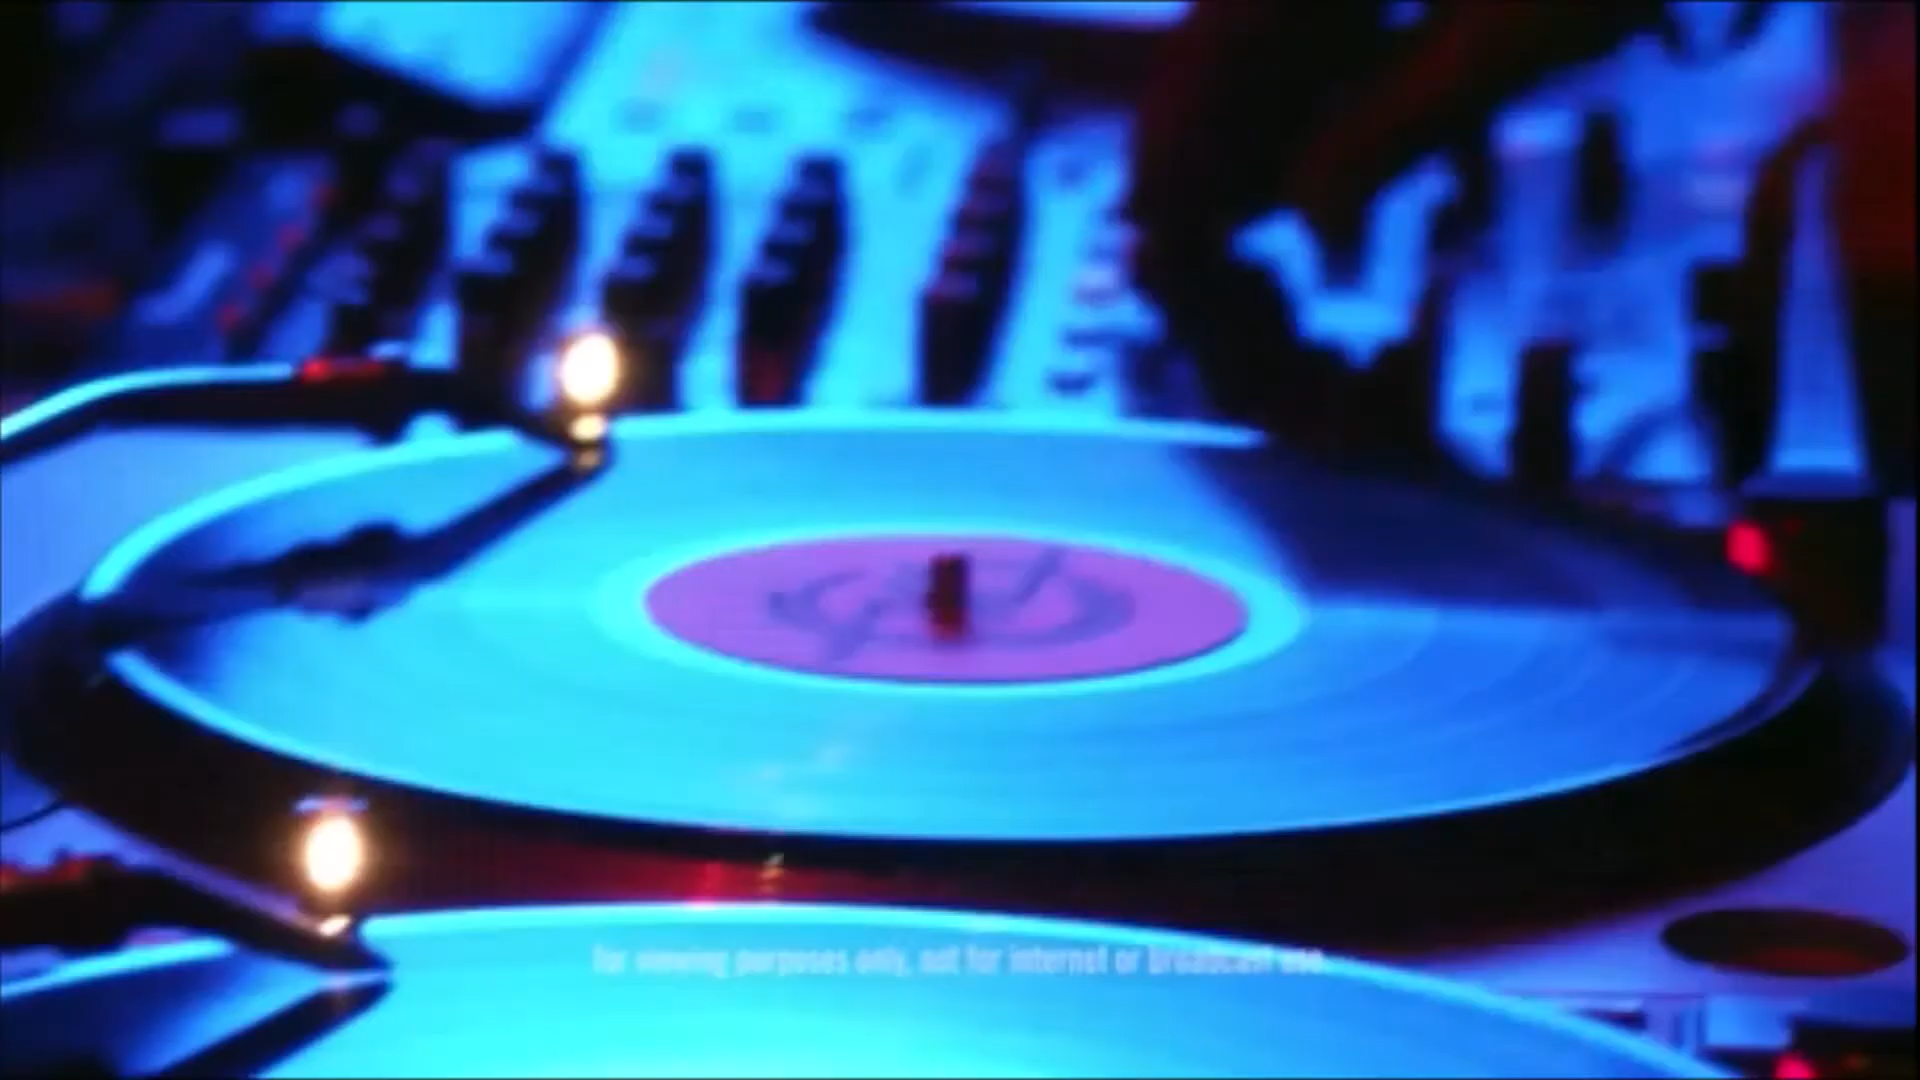 for viewing purposes only, not for internet or broadcast use